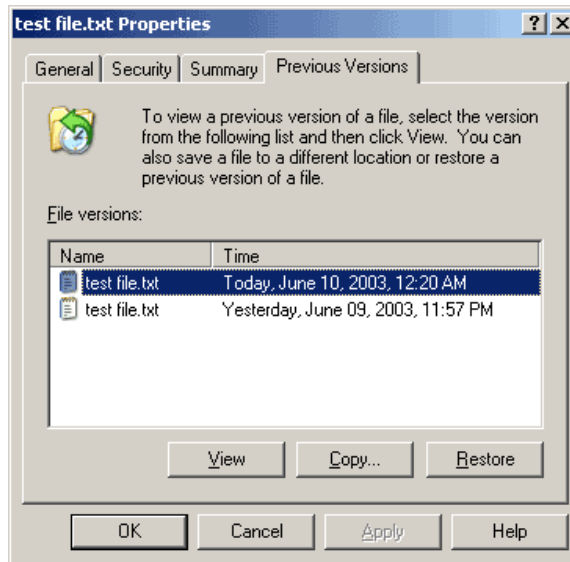 test file.txt Properties
General Security Summary Previous Versions
To view a previous version of a file, select the version
from the following list and then click View. You can
also save a file to a different location or restore a
previous version of a file.
File versions:
Name Time
test file.txt Today, June 10, 2003, 12:20 AM
test file.txt Yesterday, June 09, 2003, 11:57 PM
View Copy... Restore
OK Cancel Apply Help